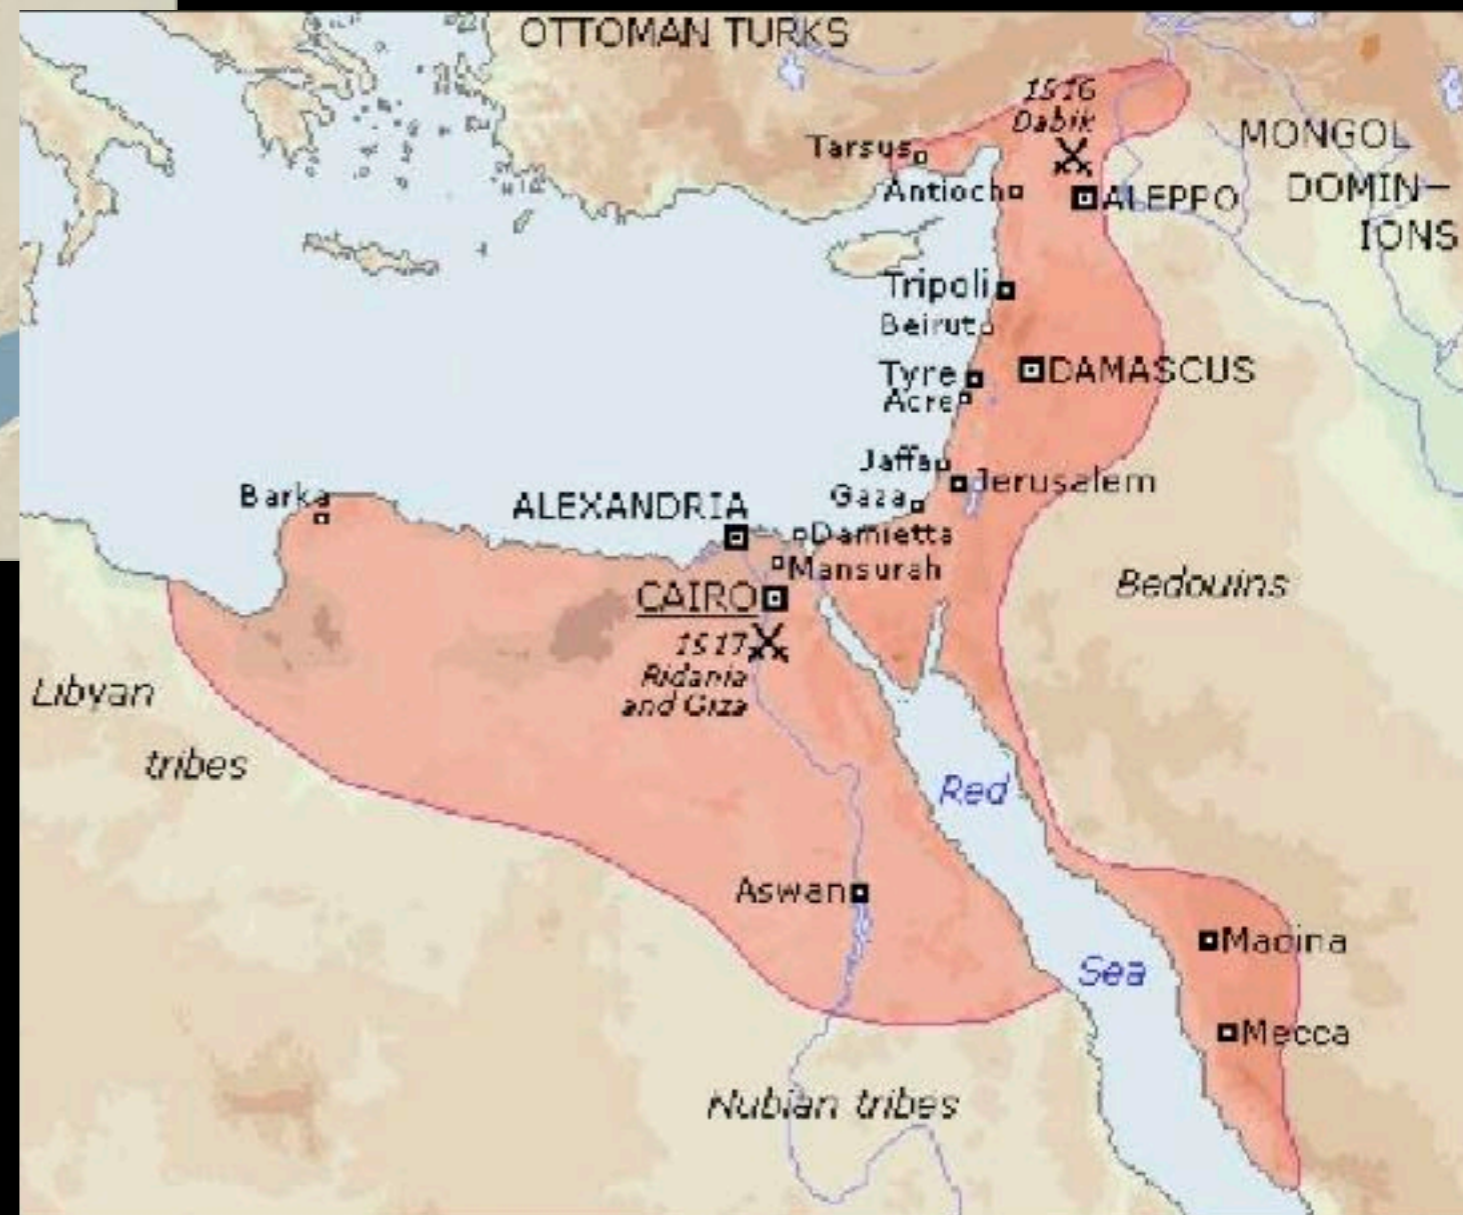 OTTOMAN TURKS
1516
Dabik
MONGOL
DOMIN-
IONS
Tarsus
Antioch
ALEPPO
Tripoli
Beirut
Tyre
DAMASCUS
Acre
Jaffa
Jerusalem
Gaza
Barka
ALEXANDRIA
Damietta
Mansurah
CAIRO
1517
Ridania
and Giza
Bedouins
Libyan
tribes
Red
Sea
Aswan
Madina
Mecca
Nubian tribes